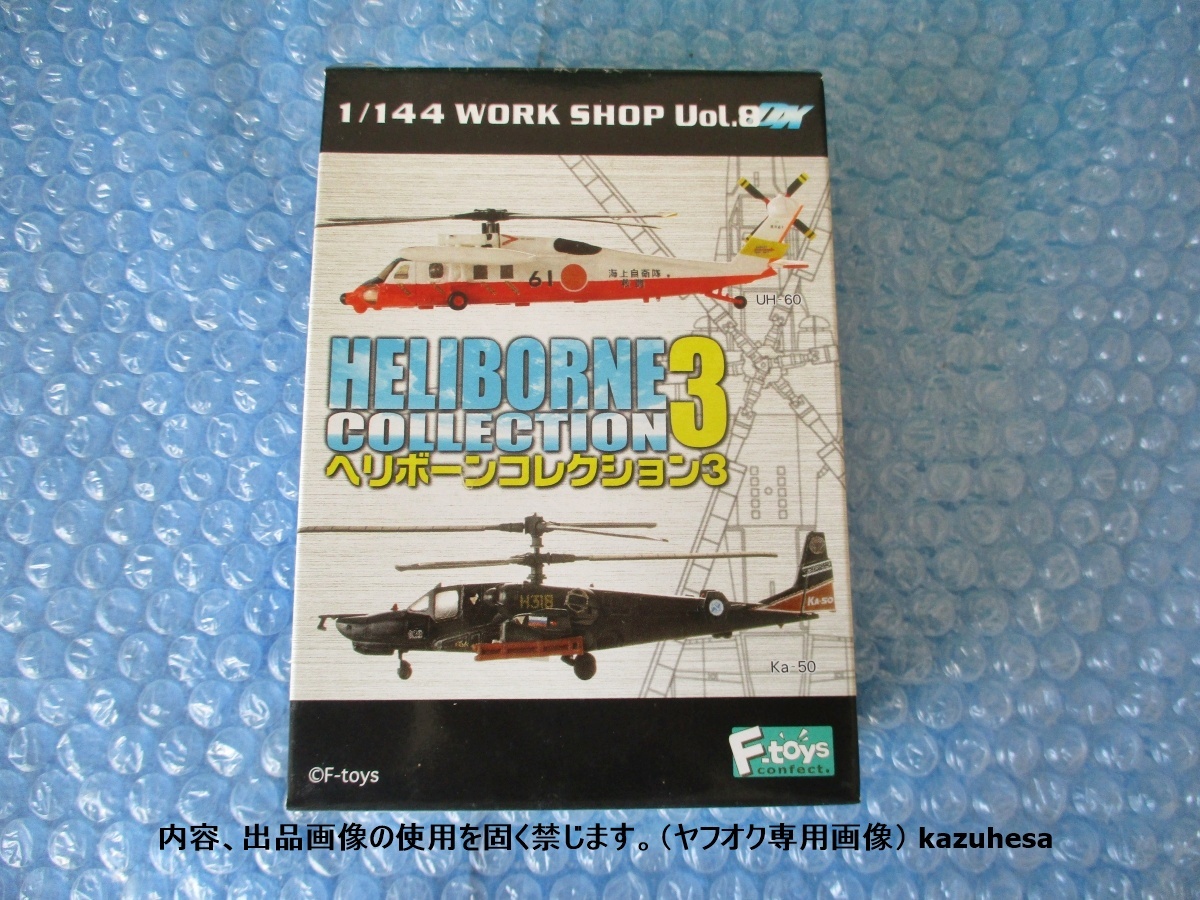 1/144 WORK SHOP Vol.8 DX
61
海上自衛隊
UH-60
HELIBORNE
COLLECTION 3
ヘリボーンコレクション3
H318
Ka-50
Ka-50
F-toys
confect.
©F-toys
内容、出品画像の使用を固く禁じます。（ヤフオク専用画像） kazuhesa